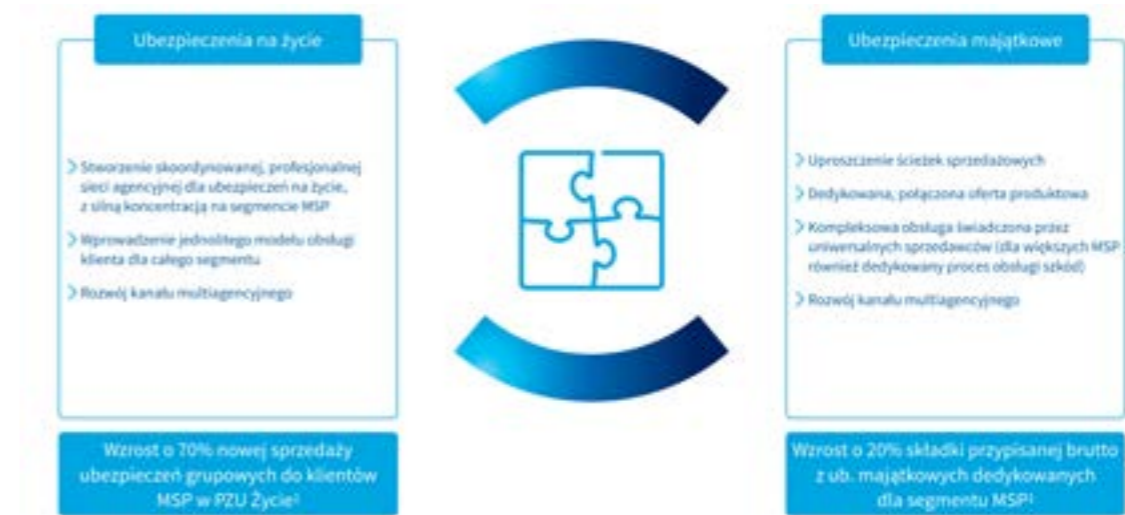 Ubezpieczenia na życie
Stworzenie skoordynowanej, profesjonalnej
sieci agencyjnej dla ubezpieczeń na życie,
z silną koncentracją na segmencie MSP
Wprowadzenie jednolitego modelu obsługi
klienta dla całego segmentu
Rozwój kanału multiagencyjnego
Wzrost o 70% nowej sprzedaży
ubezpieczeń grupowych do klientów
MSP w PZU Życie
Ubezpieczenia majątkowe
Uproszczenie ścieżek sprzedażowych
Dedykowana, połączona oferta produktowa
Kompleksowa obsługa świadczona przez
uniwersalnych sprzedawców (dla większych MSP
również dedykowany proces obsługi szkód)
Rozwój kanału multiagencyjnego
Wzrost o 20% składki przypisanej brutto
z ub. majątkowych dedykowanych
dla segmentu MSP